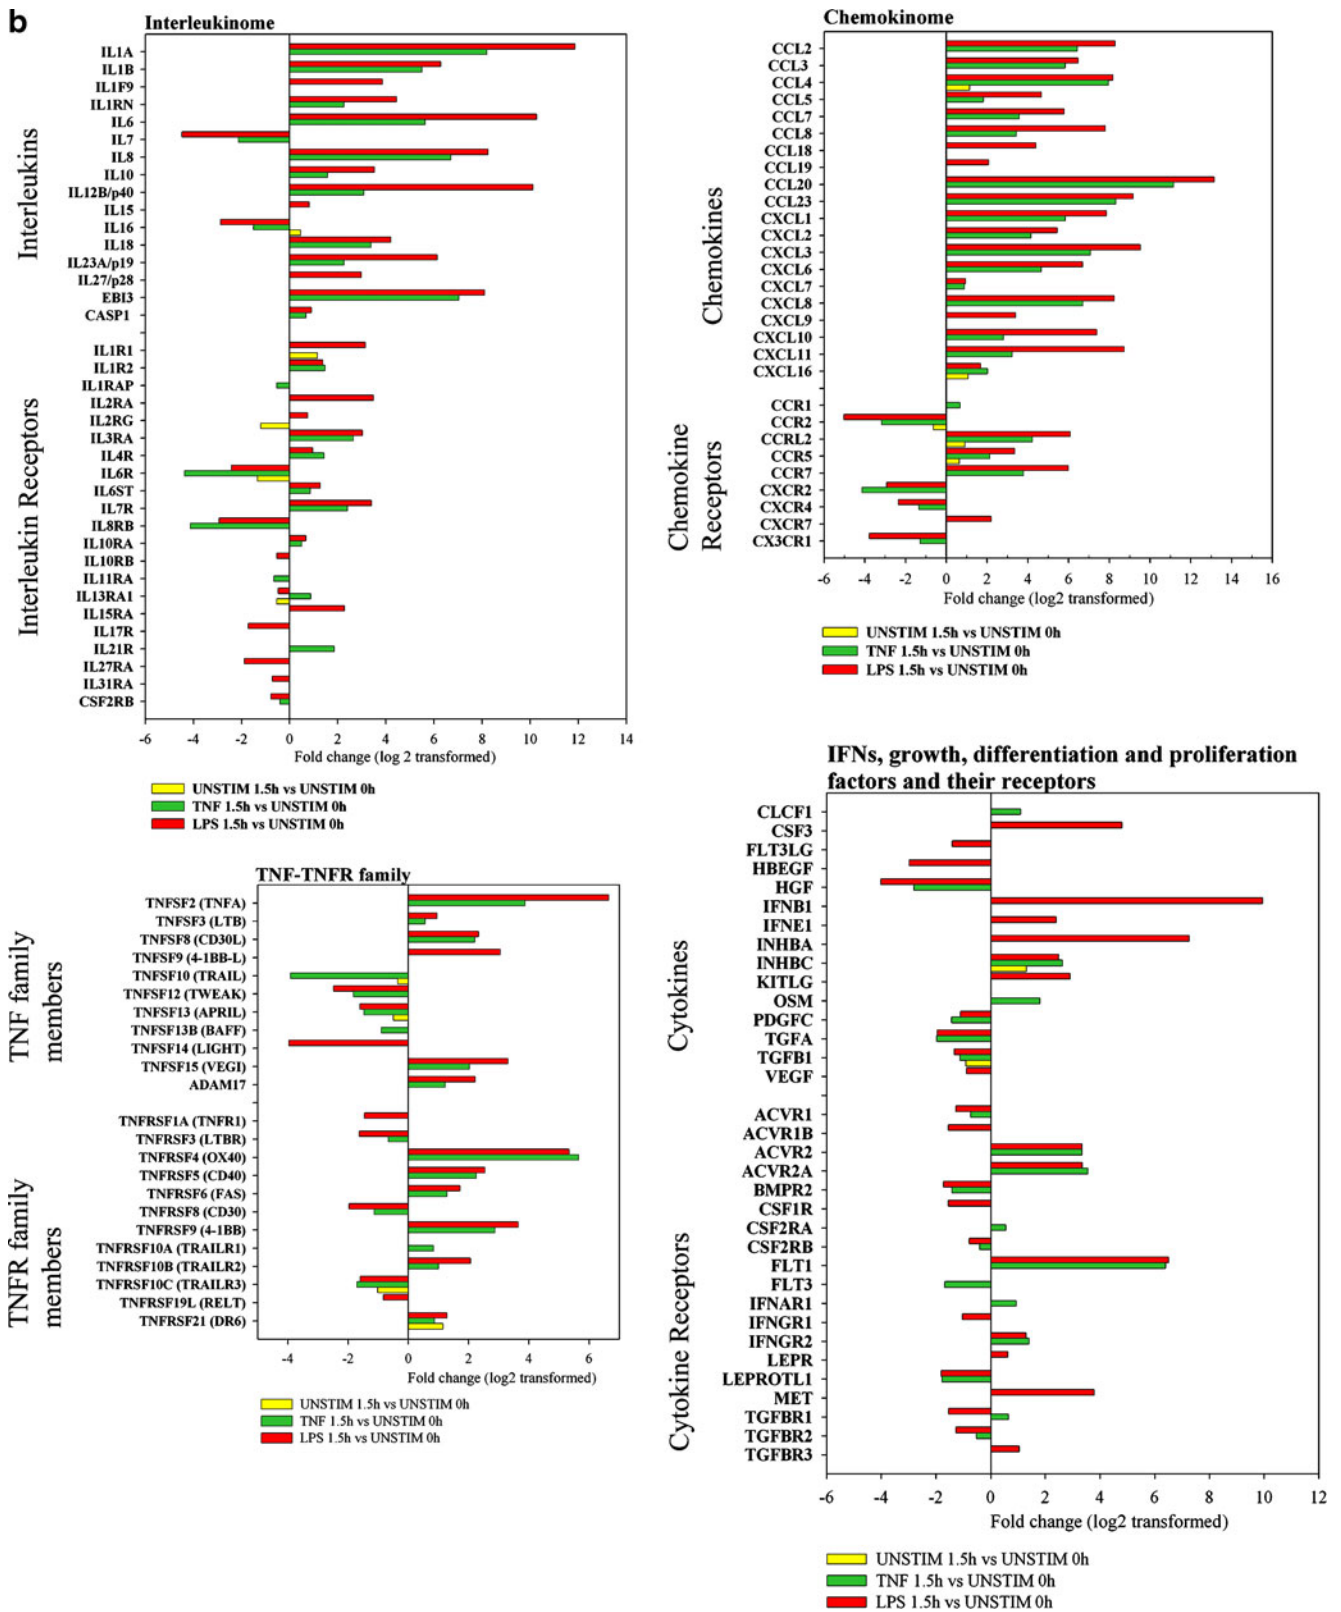 b
Interleukinome
Interleukins
IL1A
IL1B
IL1F9
IL1RN
IL6
IL7
IL8
IL10
IL12B/p40
IL15
IL16
IL18
IL23A/p19
IL27/p28
EBI3
CASP1
Interleukin Receptors
IL1R1
IL1R2
IL1RAP
IL2RA
IL2RG
IL3RA
IL4R
IL6R
IL6ST
IL7R
IL8RB
IL10RA
IL10RB
IL11RA
IL13RA1
IL15RA
IL17R
IL21R
IL27RA
IL31RA
CSF2RB
-6 -4 -2 0 2 4 6 8 10 12 14
Fold change (log 2 transformed)
UNSTIM 1.5h vs UNSTIM 0h
TNF 1.5h vs UNSTIM 0h
LPS 1.5h vs UNSTIM 0h
Chemokinome
Chemokines
CCL2
CCL3
CCL4
CCL5
CCL7
CCL8
CCL18
CCL19
CCL20
CCL23
CXCL1
CXCL2
CXCL3
CXCL6
CXCL7
CXCL8
CXCL9
CXCL10
CXCL11
CXCL16
Chemokine
Receptors
CCR1
CCR2
CCRL2
CCR5
CCR7
CXCR2
CXCR4
CXCR7
CX3CR1
-6 -4 -2 0 2 4 6 8 10 12 14 16
Fold change (log2 transformed)
UNSTIM 1.5h vs UNSTIM 0h
TNF 1.5h vs UNSTIM 0h
LPS 1.5h vs UNSTIM 0h
TNF-TNFR family
TNF family
members
TNFSF2 (TNFA)
TNFSF3 (LTB)
TNFSF8 (CD30L)
TNFSF9 (4-1BB-L)
TNFSF10 (TRAIL)
TNFSF12 (TWEAK)
TNFSF13 (APRIL)
TNFSF13B (BAFF)
TNFSF14 (LIGHT)
TNFSF15 (VEGI)
ADAM17
TNFR family
members
TNFRSF1A (TNFR1)
TNFRSF3 (LTBR)
TNFRSF4 (OX40)
TNFRSF5 (CD40)
TNFRSF6 (FAS)
TNFRSF8 (CD30)
TNFRSF9 (4-1BB)
TNFRSF10A (TRAILR1)
TNFRSF10B (TRAILR2)
TNFRSF10C (TRAILR3)
TNFRSF19L (RELT)
TNFRSF21 (DR6)
-4 -2 0 2 4 6
Fold change (log2 transformed)
UNSTIM 1.5h vs UNSTIM 0h
TNF 1.5h vs UNSTIM 0h
LPS 1.5h vs UNSTIM 0h
IFNs, growth, differentiation and proliferation
factors and their receptors
Cytokines
CLCF1
CSF3
FLT3LG
HBEGF
HGF
IFNB1
IFNE1
INHBA
INHBC
KITLG
OSM
PDGFC
TGFA
TGFB1
VEGF
Cytokine Receptors
ACVR1
ACVR1B
ACVR2
ACVR2A
BMPR2
CSF1R
CSF2RA
CSF2RB
FLT1
FLT3
IFNAR1
IFNGR1
IFNGR2
LEPR
LEPROTL1
MET
TGFBR1
TGFBR2
TGFBR3
-6 -4 -2 0 2 4 6 8 10 12
Fold change (log2 transformed)
UNSTIM 1.5h vs UNSTIM 0h
TNF 1.5h vs UNSTIM 0h
LPS 1.5h vs UNSTIM 0h